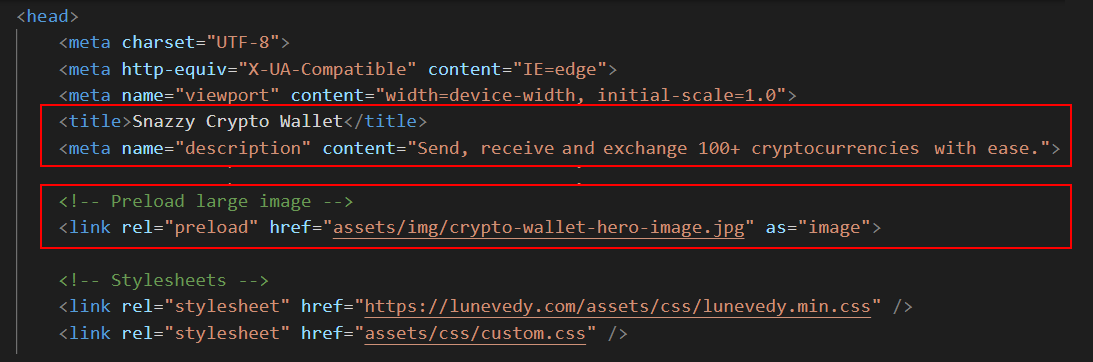 <head>
<meta charset="UTF-8">
<meta http-equiv="X-UA-Compatible" content="IE=edge">
<meta name="viewport" content="width=device-width, initial-scale=1.0">
<title>Snazzy Crypto Wallet</title>
<meta name="description" content="Send, receive and exchange 100+ cryptocurrencies with ease.">
<!-- Preload large image -->
<link rel="preload" href="assets/img/crypto-wallet-hero-image.jpg" as="image">
<!-- Stylesheets -->
<link rel="stylesheet" href="https://lunevedy.com/assets/css/lunevedy.min.css" />
<link rel="stylesheet" href="assets/css/custom.css" />